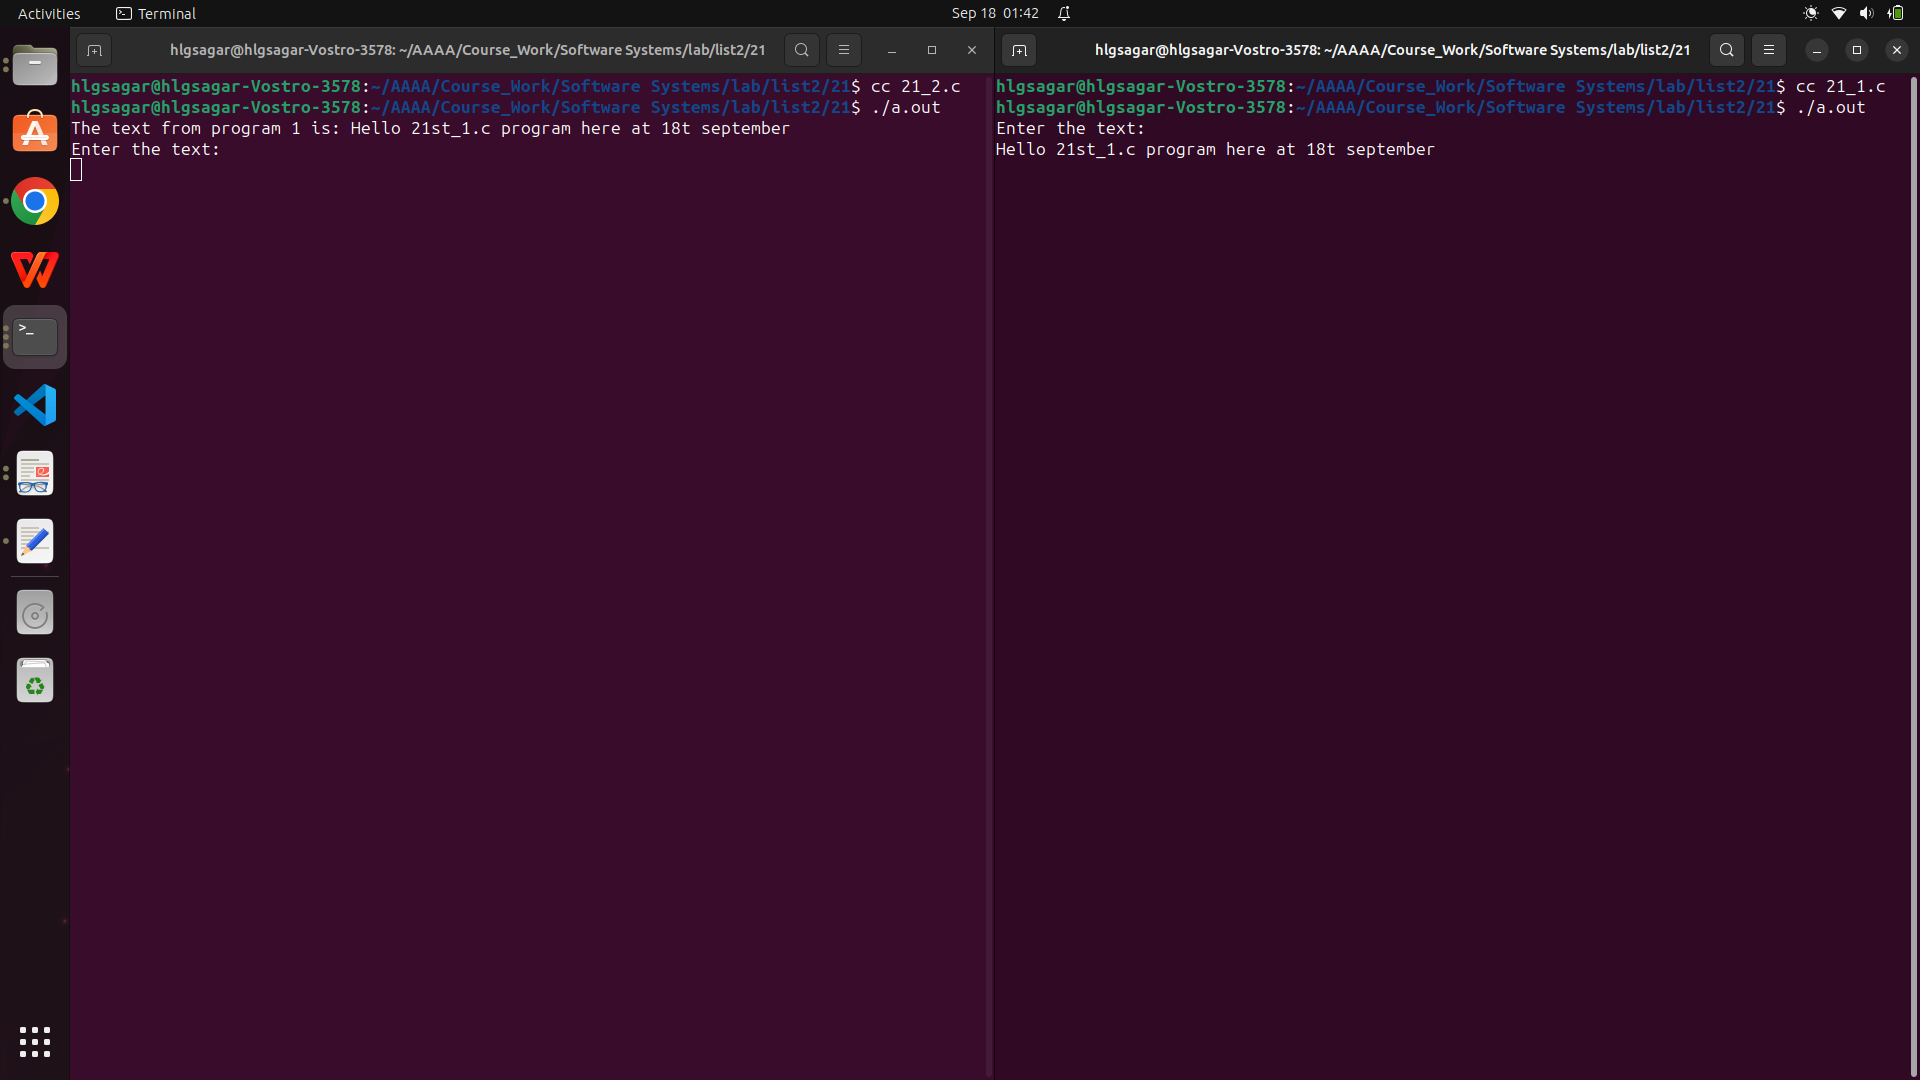 Activities
Terminal
Sep 18 01:42
hlgsagar@hlgsagar-Vostro-3578: ~/AAAA/Course_Work/Software Systems/lab/list2/21
hlgsagar@hlgsagar-Vostro-3578:~/AAAA/Course_Work/Software Systems/lab/list2/21$ cc 21_2.c
hlgsagar@hlgsagar-Vostro-3578:~/AAAA/Course_Work/Software Systems/lab/list2/21$ ./a.out
The text from program 1 is: Hello 21st_1.c program here at 18t september
Enter the text:
hlgsagar@hlgsagar-Vostro-3578: ~/AAAA/Course_Work/Software Systems/lab/list2/21
hlgsagar@hlgsagar-Vostro-3578:~/AAAA/Course_Work/Software Systems/lab/list2/21$ cc 21_1.c
hlgsagar@hlgsagar-Vostro-3578:~/AAAA/Course_Work/Software Systems/lab/list2/21$ ./a.out
Enter the text:
Hello 21st_1.c program here at 18t september